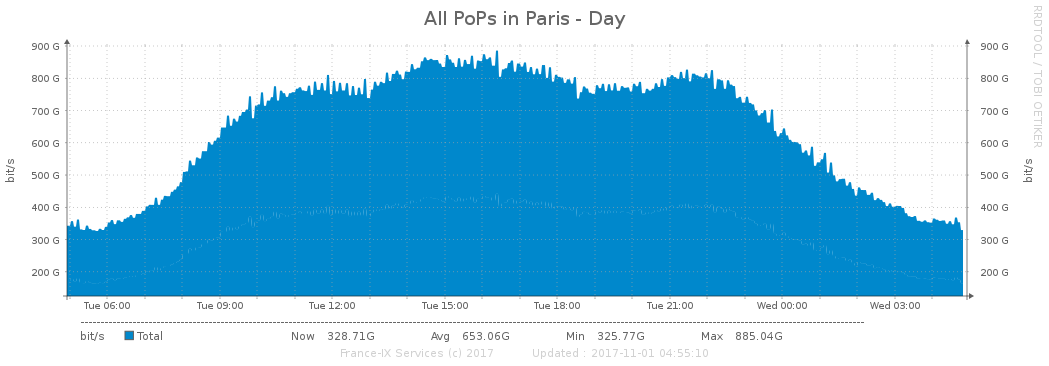 All PoPs in Paris - Day
RRDTOOL / TOBI OETIKER
bit/s
900 G 900 G
800 G 800 G
700 G 700 G
600 G 600 G
500 G 500 G
400 G 400 G
300 G 300 G
200 G 200 G
bit/s
Tue 06:00 Tue 09:00 Tue 12:00 Tue 15:00 Tue 18:00 Tue 21:00 Wed 00:00 Wed 03:00
bit/s Total Now 328.71G Avg 653.06G Min 325.77G Max 885.04G
France-IX Services (c) 2017 Updated : 2017-11-01 04:55:10